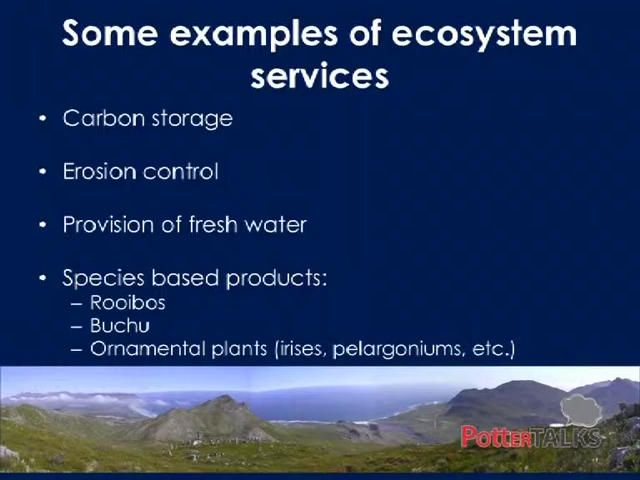 Some examples of ecosystem
services
• Carbon storage
• Erosion control
• Provision of fresh water
• Species based products:
– Rooibos
– Buchu
– Ornamental plants (irises, pelargoniums, etc.)
POTTERTALKS